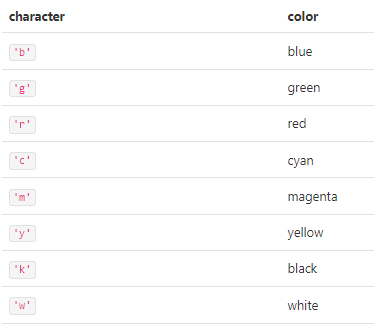 character color
'b' blue
'g' green
'r' red
'c' cyan
'm' magenta
'y' yellow
'k' black
'w' white